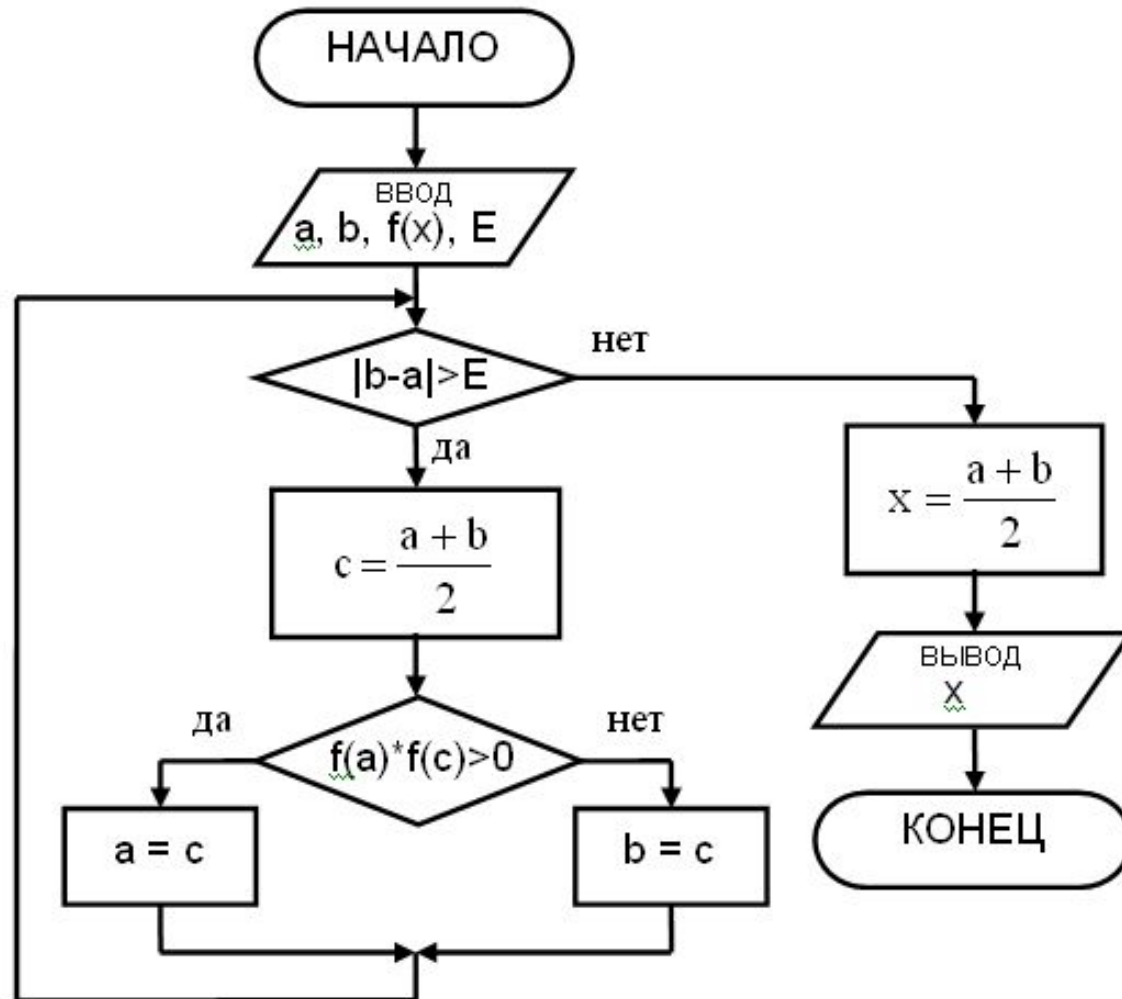 НАЧАЛО
ВВОД
a, b, f(x), E
|b-a|>E
нет
да
c = a + b
2
x = a + b
2
f(a)*f(c)>0
да
нет
a = c
b = c
ВЫВОД
x
КОНЕЦ